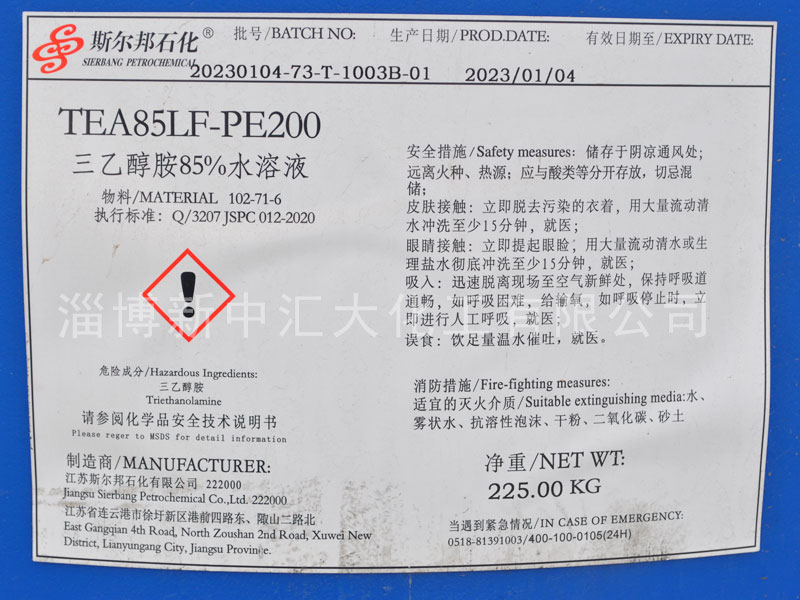 斯尔邦石化®
SIERBANG PETROCHEMICAL
批号/BATCH NO:
生产日期/PROD.DATE:
有效日期至/EXPIRY DATE:
20230104-73-T-1003B-01
2023/01/04
TEA85LF-PE200
三乙醇胺85%水溶液
物料/MATERIAL 102-71-6
执行标准：Q/3207 JSPC 012-2020
危险成分/Hazardous Ingredients:
三乙醇胺
Triethanolamine
请参阅化学品安全技术说明书
Please reger to MSDS for detail information
制造商/MANUFACTURER:
江苏斯尔邦石化有限公司 222000
Jiangsu Sierbang Petrochemical Co.,Ltd. 222000
江苏省连云港市徐圩新区港前四路东、陬山二路北
East Gangqian 4th Road, North Zoushan 2nd Road, Xuwei New
District, Lianyungang City, Jiangsu Province.
安全措施/Safety measures：储存于阴凉通风处；
远离火种、热源；应与酸类等分开存放，切忌混
储；
皮肤接触：立即脱去污染的衣着，用大量流动清
水冲洗至少15分钟，就医；
眼睛接触：立即提起眼睑，用大量流动清水或生
理盐水彻底冲洗至少15分钟，就医；
吸入：迅速脱离现场至空气新鲜处，保持呼吸道
通畅，如呼吸困难，给输氧，如呼吸停止时，立
即进行人工呼吸，就医；
误食：饮足量温水催吐，就医。
消防措施/Fire-fighting measures:
适宜的灭火介质/Suitable extinguishing media:水、
雾状水、抗溶性泡沫、干粉、二氧化碳、砂土
净重/NET WT:
225.00 KG
当遇到紧急情况/IN CASE OF EMERGENCY:
0518-81391003/400-100-0105(24H)
淄博新中汇大化工有限公司